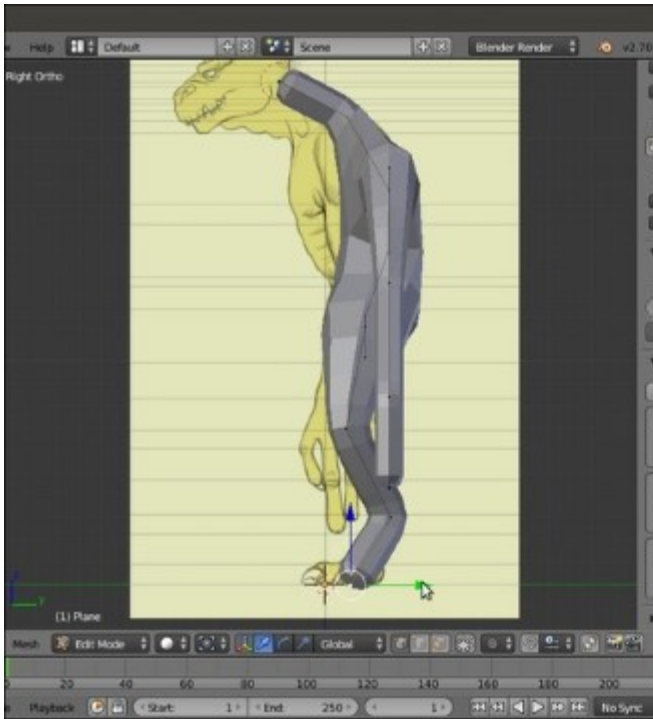 Help Default Scene Blender Render v2.70
Right Ortho
(1) Plane
Mesh Edit Mode Global
20 40 60 80 100 120 140 160 180 200
Playback Start: 1 End: 250 1 No Sync